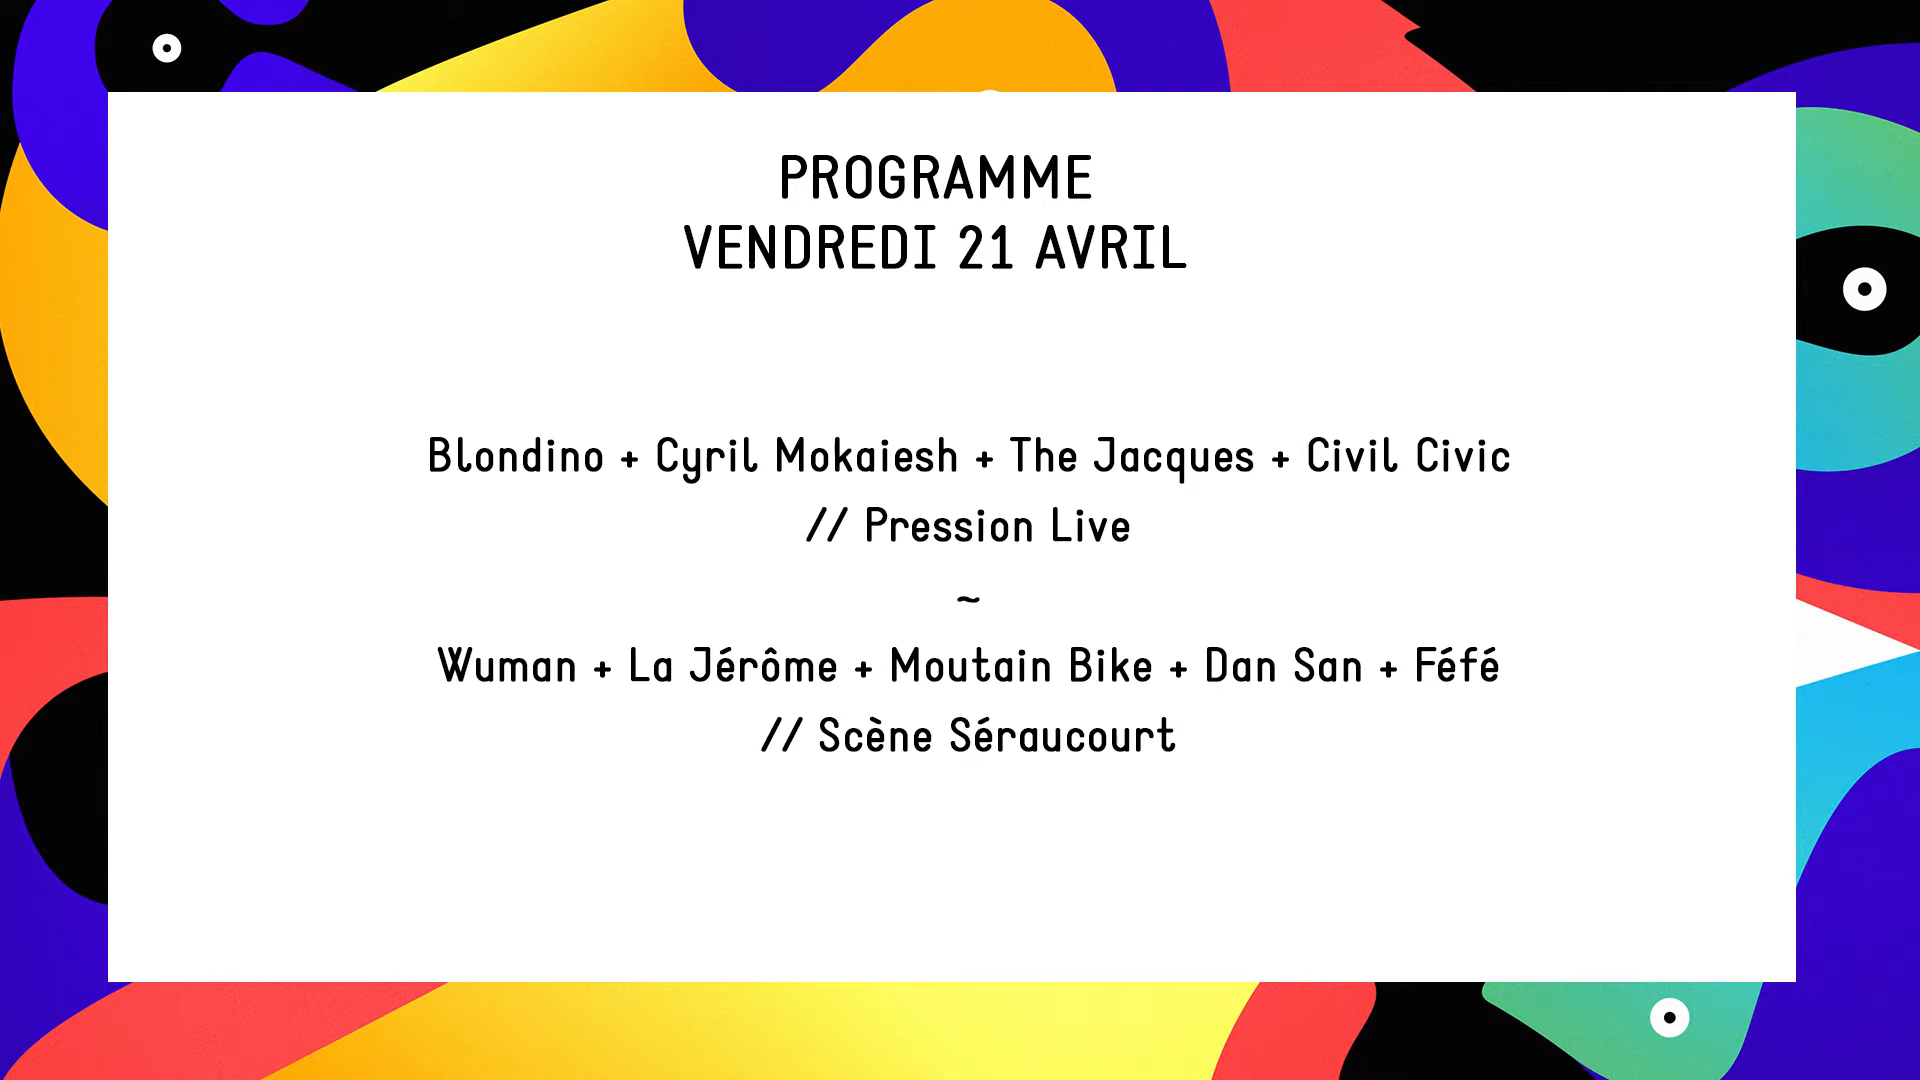 PROGRAMME
VENDREDI 21 AVRIL
Blondino + Cyril Mokaiesh + The Jacques + Civil Civic
// Pression Live
~
Wuman + La Jérôme + Moutain Bike + Dan San + Féfé
// Scène Séraucourt